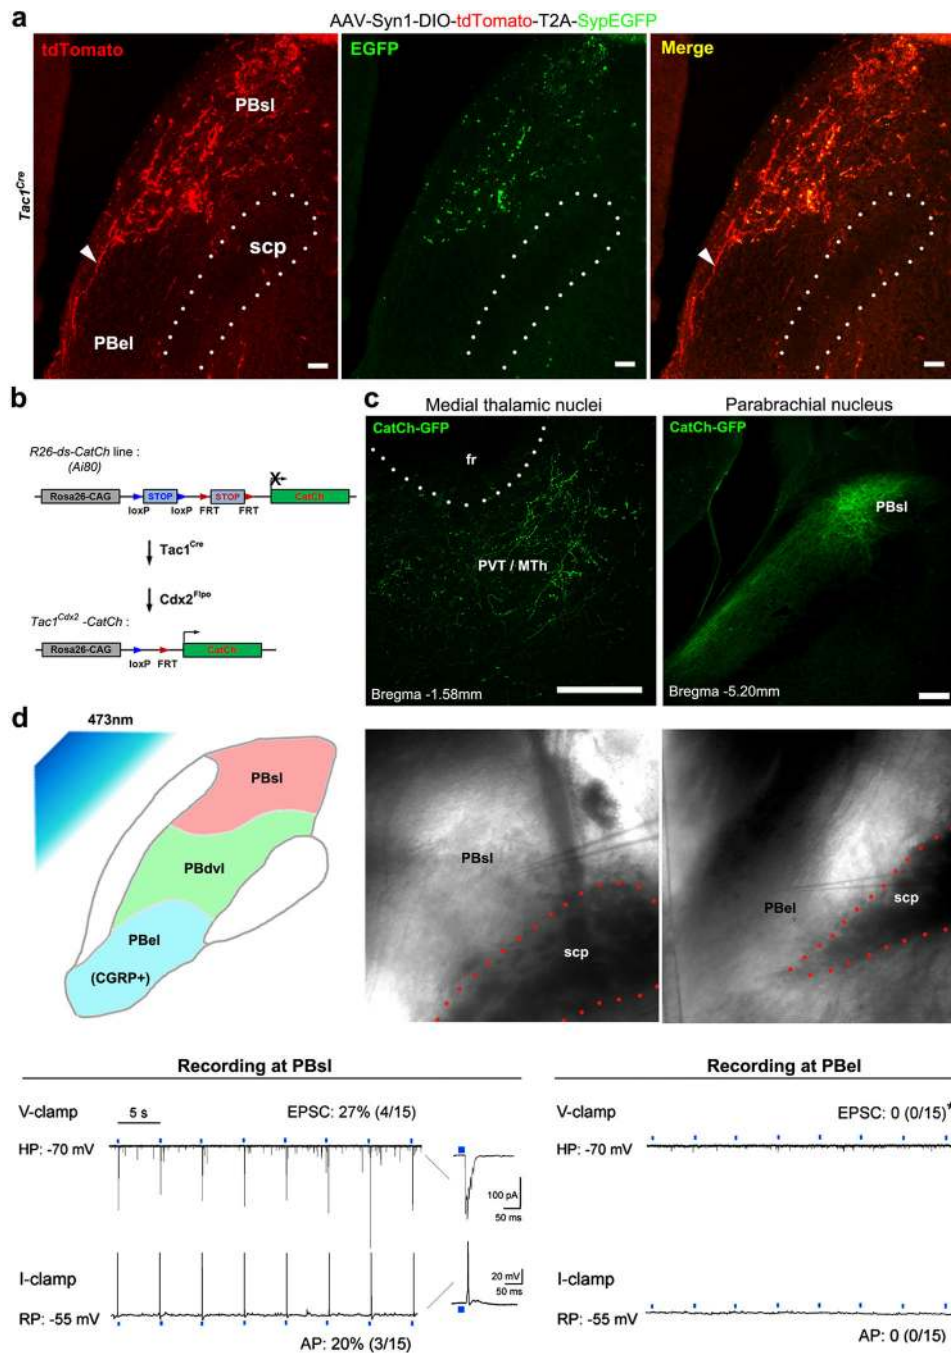 a
AAV-Syn1-DIO-tdTomato-T2A-SypEGFP
tdTomato
EGFP
Merge
PBsl
Tac1Cre
scp
PBel
b
c
Medial thalamic nuclei
Parabrachial nucleus
R26-ds-CatCh line :
(Ai80)
CatCh-GFP
CatCh-GFP
fr
X
Rosa26-CAG
STOP
STOP
CatCh
loxP
loxP
FRT
FRT
PBsl
Tac1Cre
PVT / MTh
Cdx2Flpo
Tac1Cdx2 -CatCh :
Rosa26-CAG
CatCh
loxP
FRT
Bregma -1.58mm
Bregma -5.20mm
d
473nm
PBsl
PBdvl
PBel
(CGRP+)
PBsl
scp
PBel
scp
Recording at PBsl
Recording at PBel
V-clamp
5 s
EPSC: 27% (4/15)
V-clamp
EPSC: 0 (0/15)*
HP: -70 mV
HP: -70 mV
100 pA
50 ms
I-clamp
20 mV
50 ms
I-clamp
RP: -55 mV
RP: -55 mV
AP: 20% (3/15)
AP: 0 (0/15)